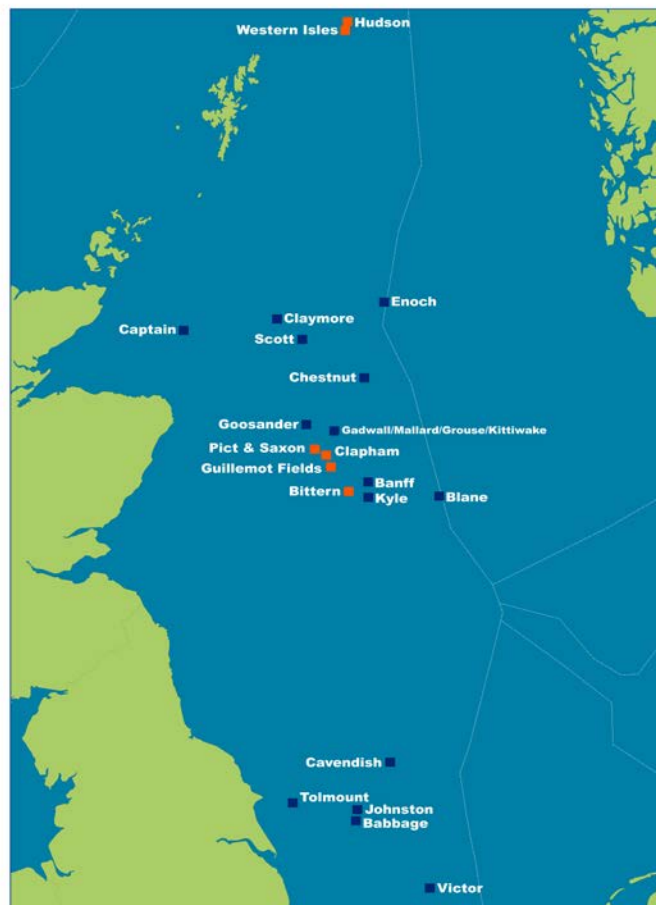 Hudson
Western Isles
Enoch
Claymore
Captain
Scott
Chestnut
Goosander
Gadwall/Mallard/Grouse/Kittiwake
Pict & Saxon
Clapham
Guillemot Fields
Banff
Bittern
Kyle
Blane
Cavendish
Tolmount
Johnston
Babbage
Victor